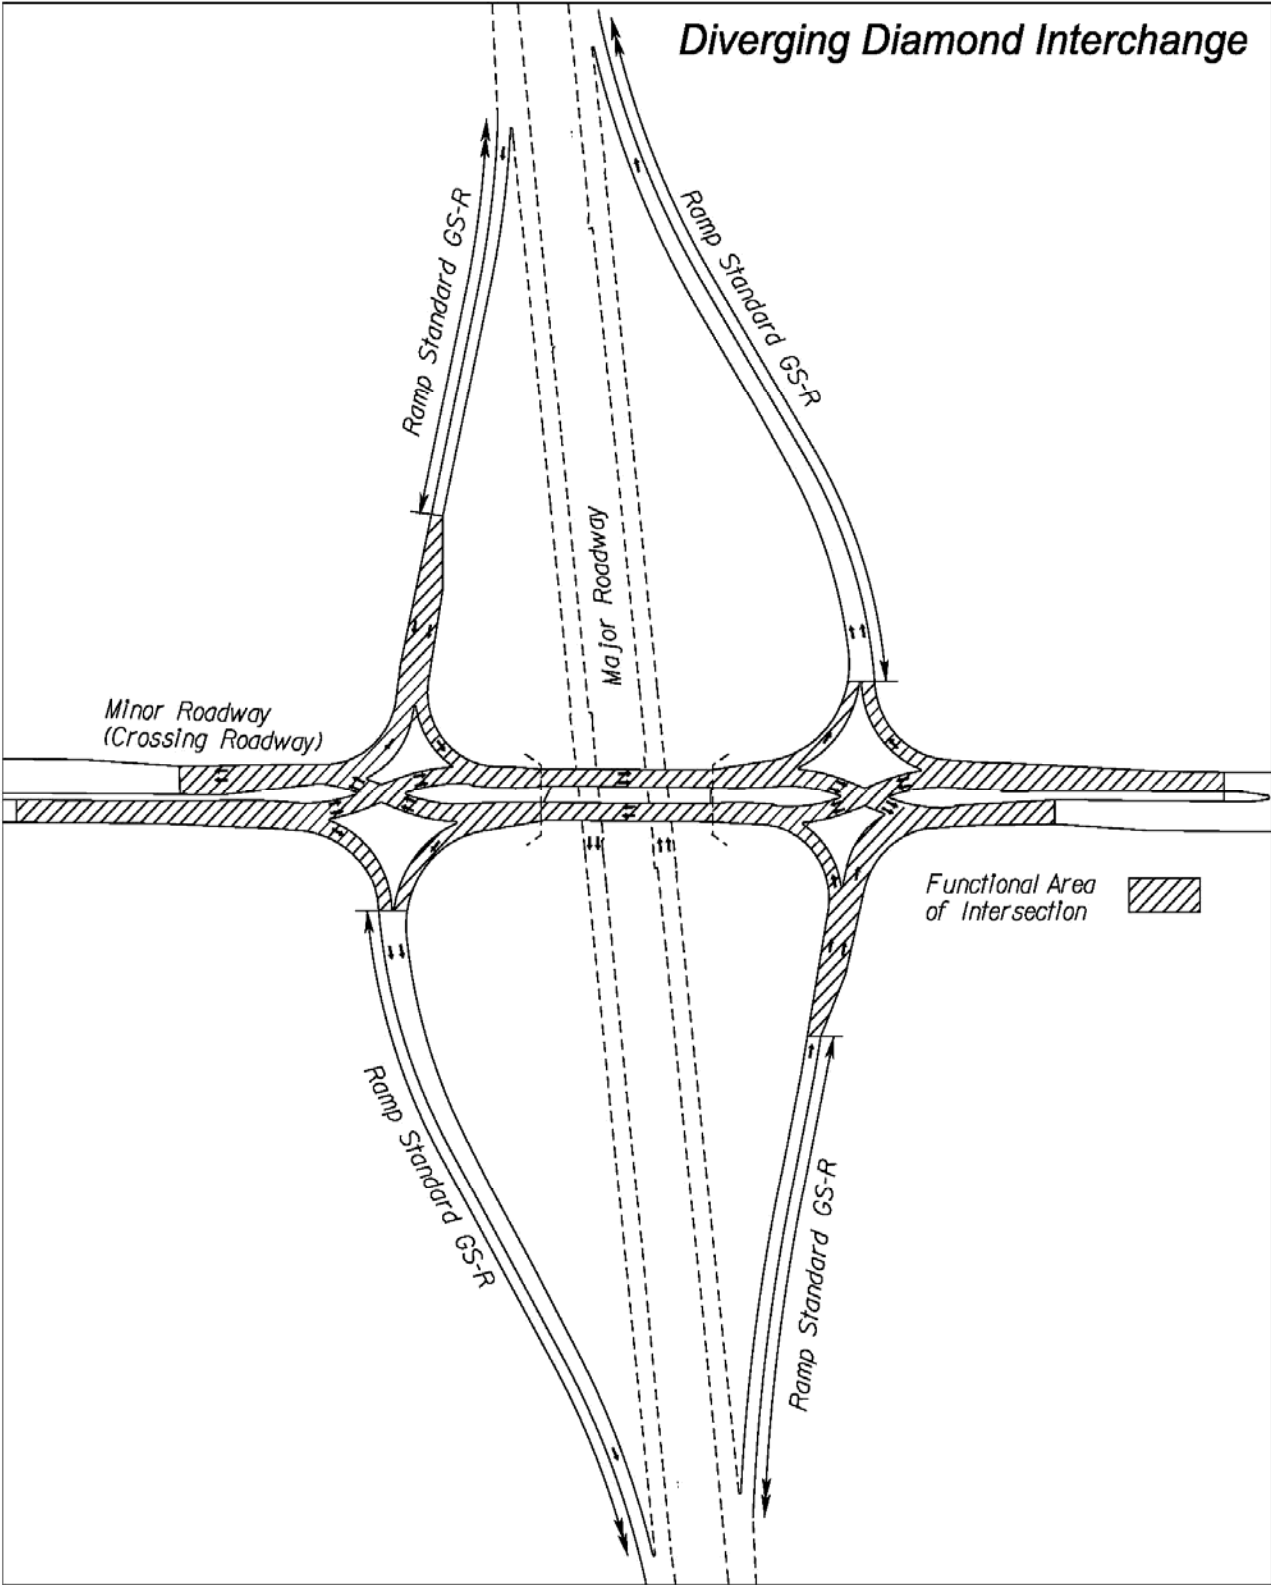 Diverging Diamond Interchange
Ramp Standard GS-R
Ramp Standard GS-R
Major Roadway
Minor Roadway
(Crossing Roadway)
Functional Area
of Intersection
Ramp Standard GS-R
Ramp Standard GS-R